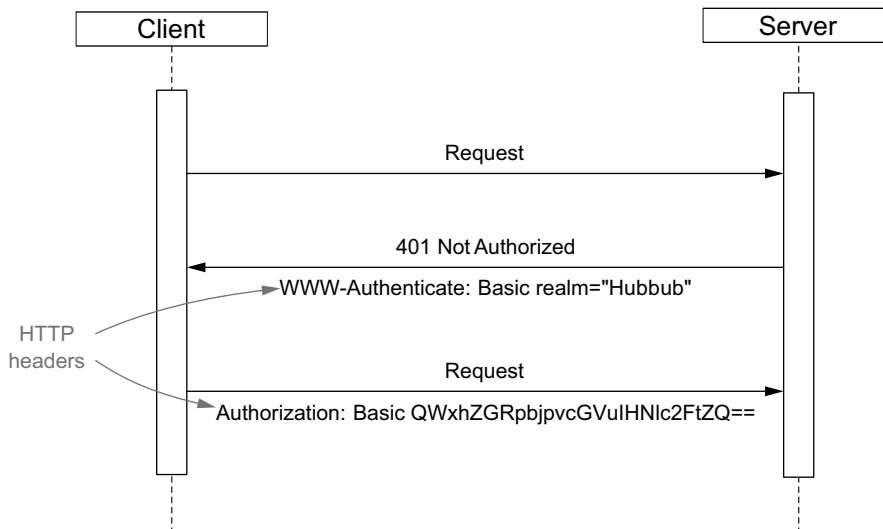 Client
Server
Request
401 Not Authorized
WWW-Authenticate: Basic realm="Hubbub"
HTTP
headers
Request
Authorization: Basic QWxhZGRpbjpvcGVuIHNlc2FtZQ==